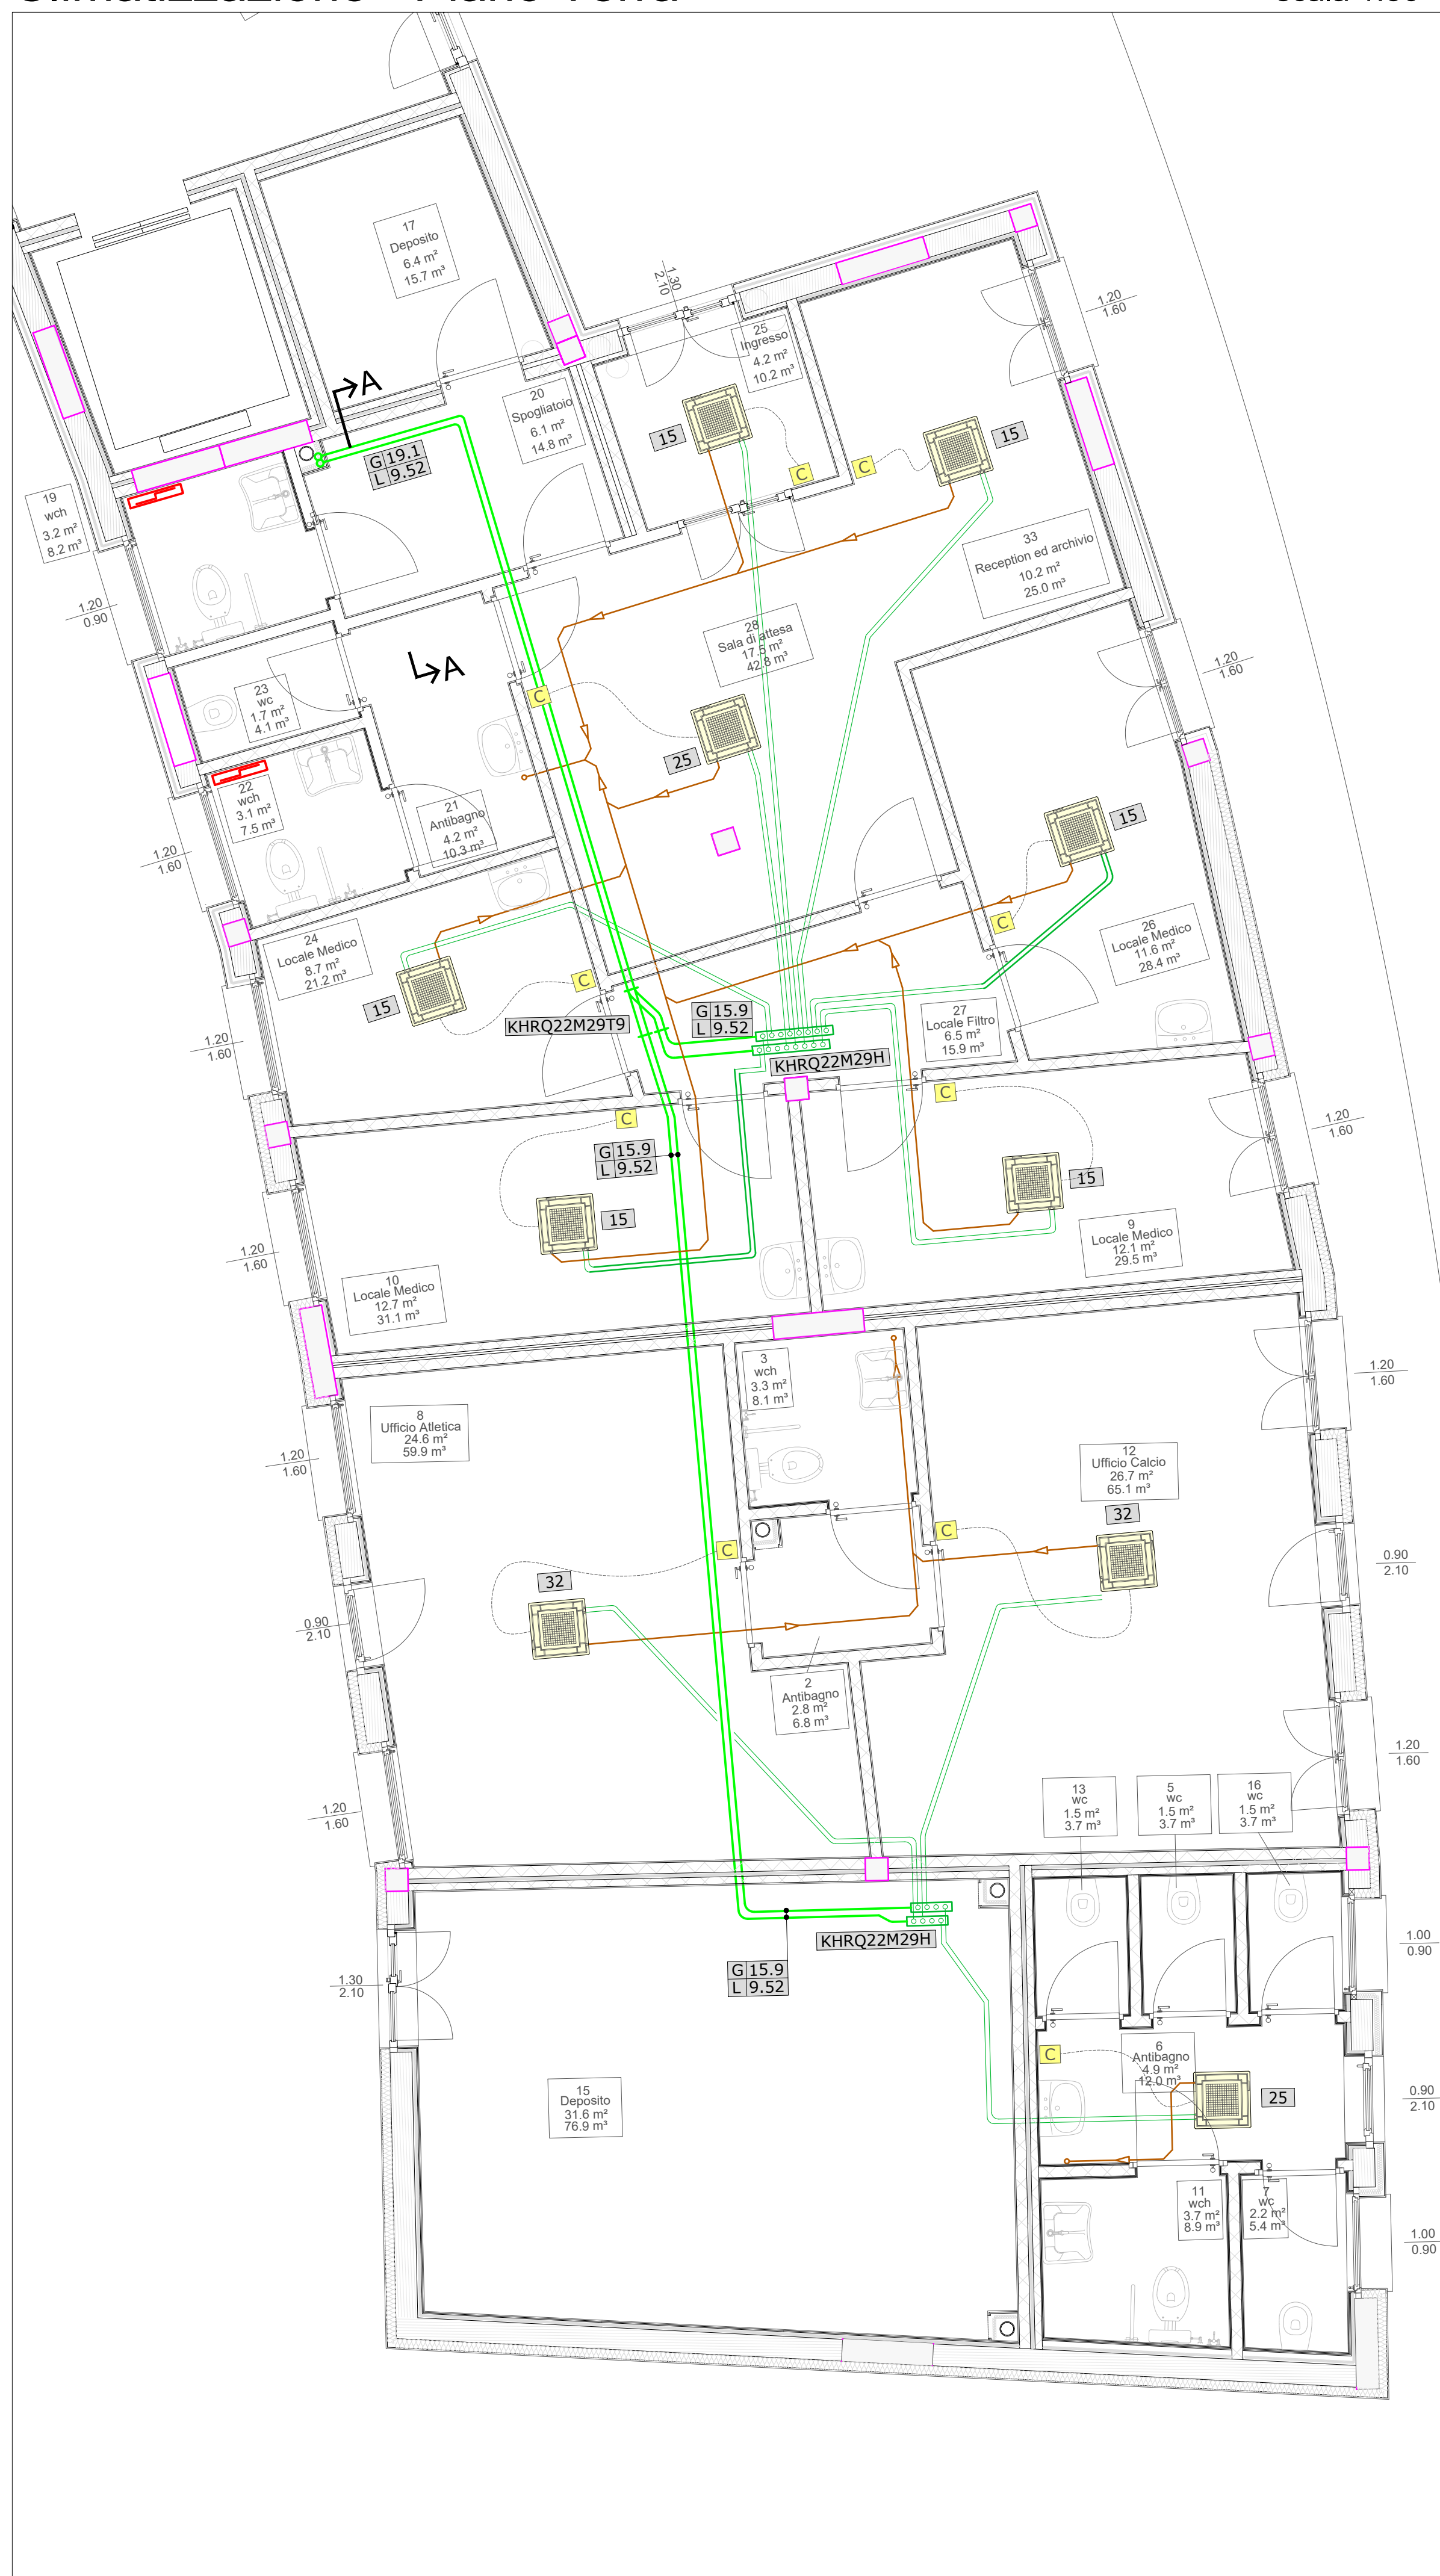 17
Deposito
6.4 m²
15.7 m³
1.30
2.10
25
Ingresso
4.2 m²
10.2 m³
1.20
1.60
A
20
Spogliatoio
6.1 m²
14.8 m³
15
15
G 19.1
L 9.52
C
C
19
wch
3.2 m²
8.2 m³
33
Reception ed archivio
10.2 m²
25.0 m³
1.20
0.90
28
Sala di attesa
17.5 m²
42.8 m³
1.20
1.60
A
23
wc
1.7 m²
4.1 m³
C
25
22
wch
3.1 m²
7.5 m³
21
Antibagno
4.2 m²
10.3 m³
15
1.20
1.60
24
Locale Medico
8.7 m²
21.2 m³
C
26
Locale Medico
11.6 m²
28.4 m³
C
15
KHRQ22M29T9
G 15.9
L 9.52
27
Locale Filtro
6.5 m²
15.9 m³
1.20
1.60
KHRQ22M29H
C
C
1.20
1.60
G 15.9
L 9.52
15
15
9
Locale Medico
12.1 m²
29.5 m³
1.20
1.60
10
Locale Medico
12.7 m²
31.1 m³
3
wch
3.3 m²
8.1 m³
1.20
1.60
8
Ufficio Atletica
24.6 m²
59.9 m³
12
Ufficio Calcio
26.7 m²
65.1 m³
1.20
1.60
32
C
C
32
0.90
2.10
0.90
2.10
2
Antibagno
2.8 m²
6.8 m³
1.20
1.60
13
wc
1.5 m²
3.7 m³
5
wc
1.5 m²
3.7 m³
16
wc
1.5 m²
3.7 m³
1.20
1.60
KHRQ22M29H
1.00
0.90
G 15.9
L 9.52
1.30
2.10
C
6
Antibagno
4.9 m²
12.0 m³
25
0.90
2.10
15
Deposito
31.6 m²
76.9 m³
11
wch
3.7 m²
8.9 m³
7
wc
2.2 m²
5.4 m³
1.00
0.90